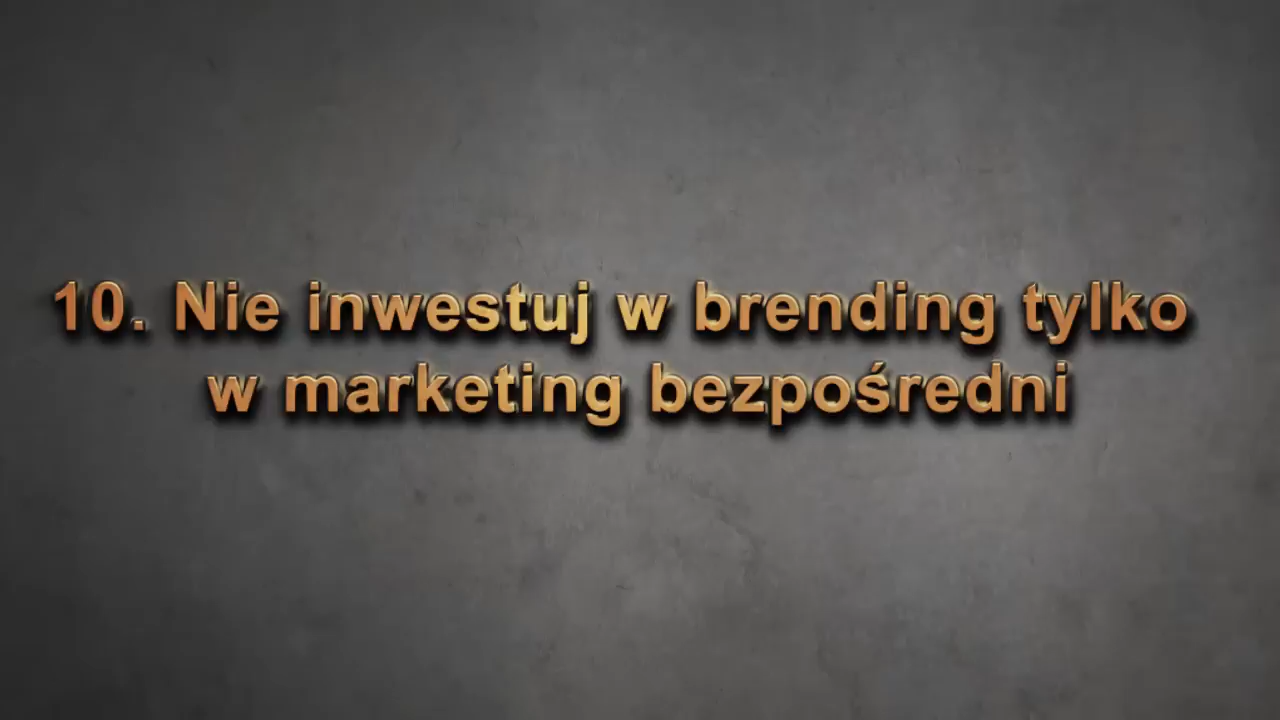 10. Nie inwestuj w brending tylko
w marketing bezpośredni